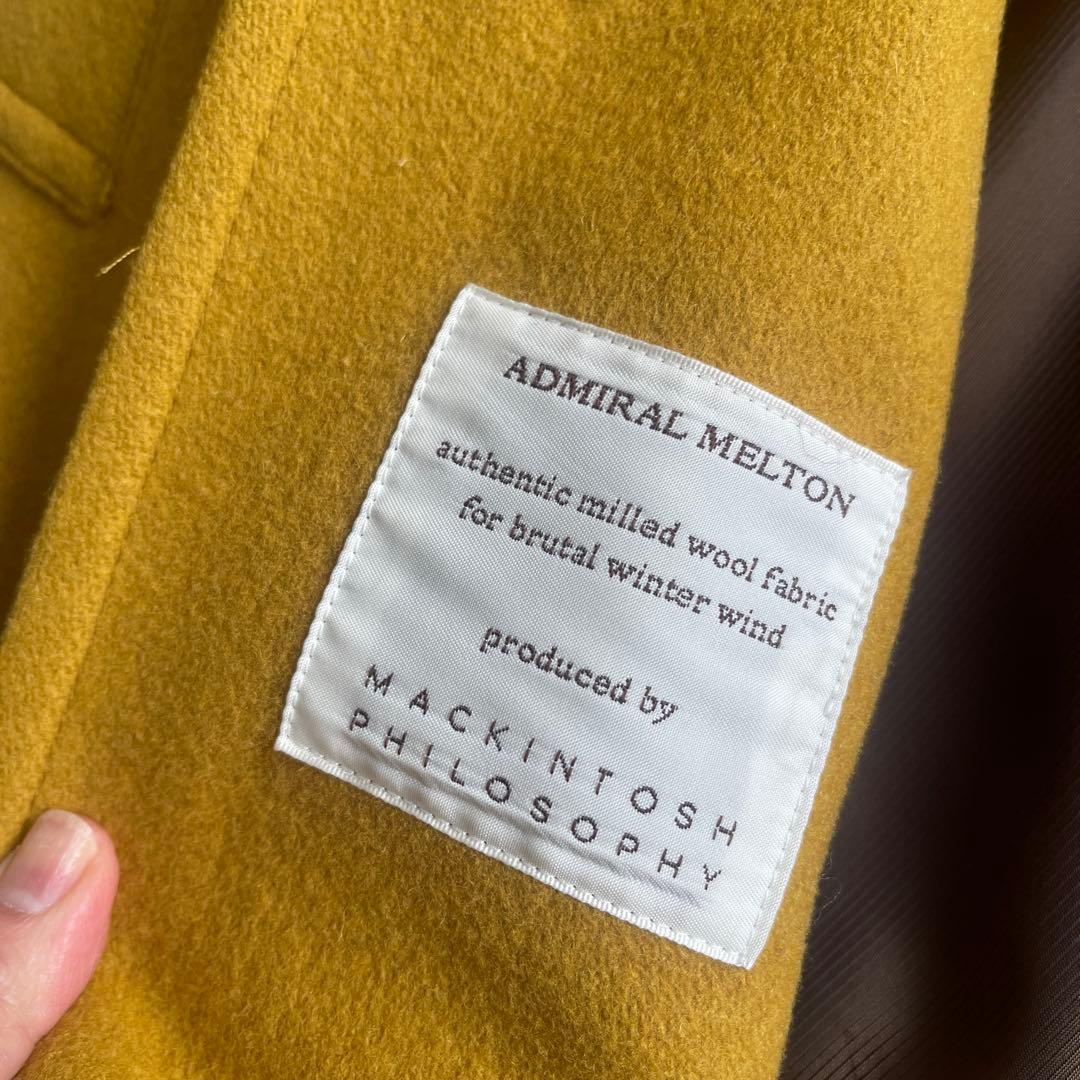 ADMIRAL MELTON
authentic milled wool fabric
for brutal winter wind
produced by
MACKINTOSH
PHILOSOPHY